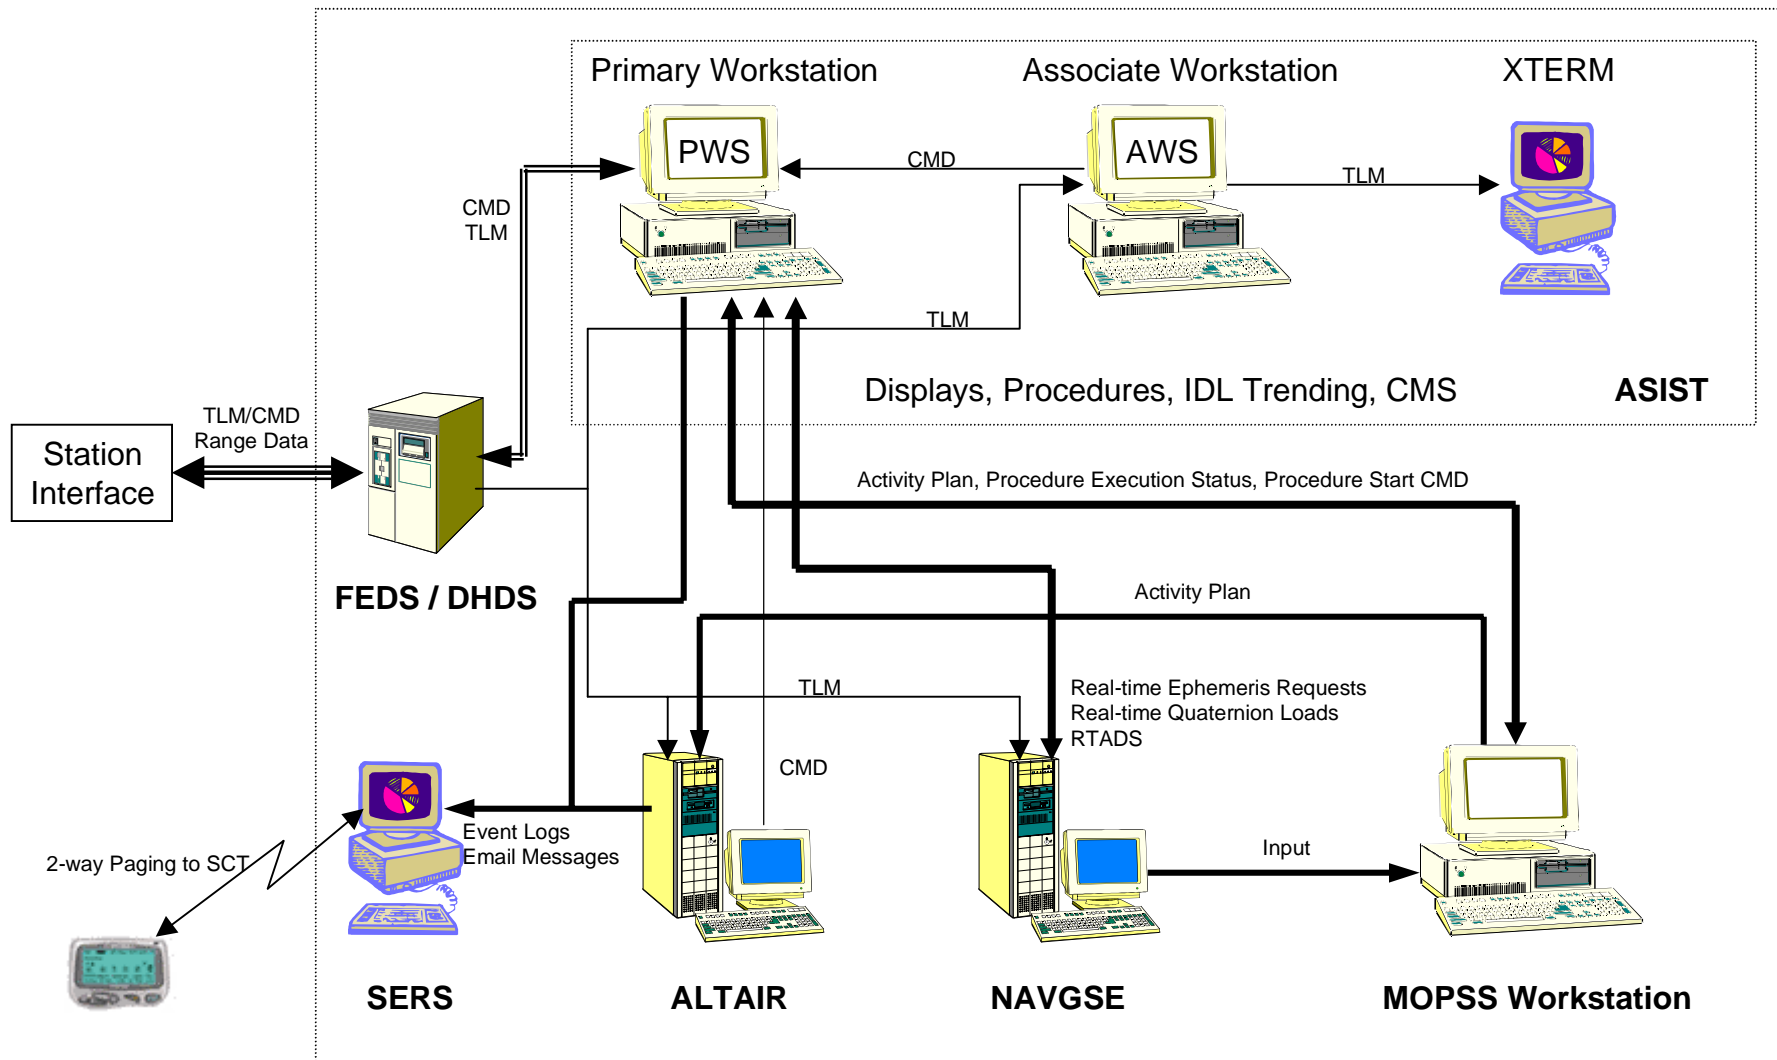 Primary Workstation
Associate Workstation
XTERM
PWS
AWS
CMD
TLM
CMD
TLM
TLM
Displays, Procedures, IDL Trending, CMS
ASIST
TLM/CMD
Range Data
Station
Interface
Activity Plan, Procedure Execution Status, Procedure Start CMD
FEDS / DHDS
Activity Plan
TLM
Real-time Ephemeris Requests
Real-time Quaternion Loads
RTADS
CMD
Event Logs
Email Messages
Input
2-way Paging to SCT
SERS
ALTAIR
NAVGSE
MOPSS Workstation